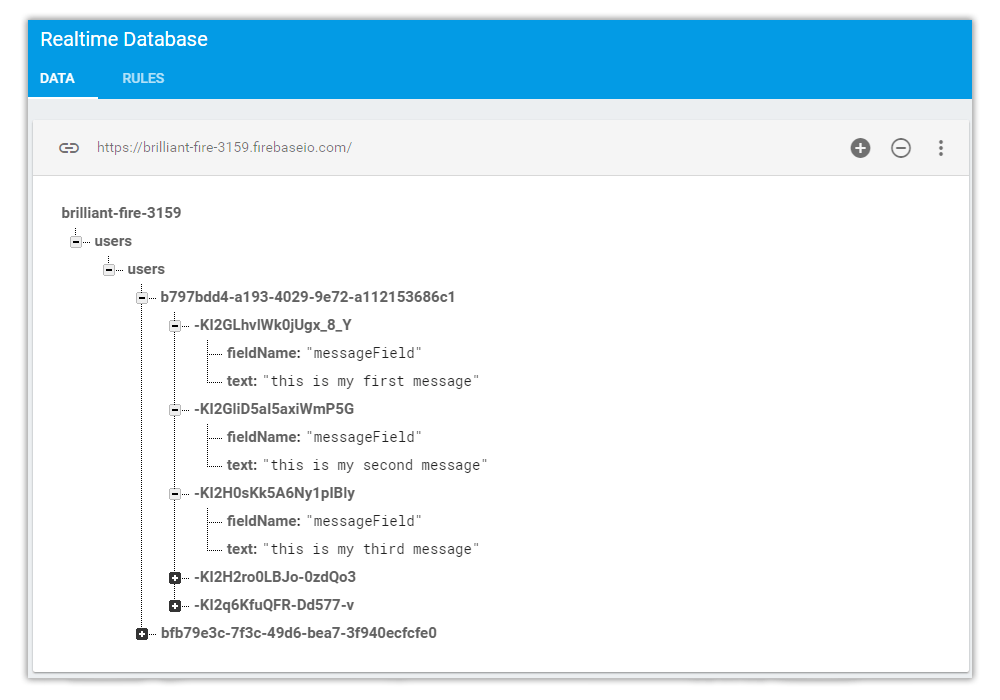 Realtime Database
DATA RULES
https://brilliant-fire-3159.firebaseio.com/
brilliant-fire-3159
users
users
b797bdd4-a193-4029-9e72-a112153686c1
-KI2GLhvlWk0jUgx_8_Y
fieldName: "messageField"
text: "this is my first message"
-KI2GliD5al5axiWmP5G
fieldName: "messageField"
text: "this is my second message"
-KI2H0sKk5A6Ny1plBly
fieldName: "messageField"
text: "this is my third message"
-KI2H2ro0LBJo-0zdQo3
-KI2q6KfuQFR-Dd577-v
bfb79e3c-7f3c-49d6-bea7-3f940ecfcfe0